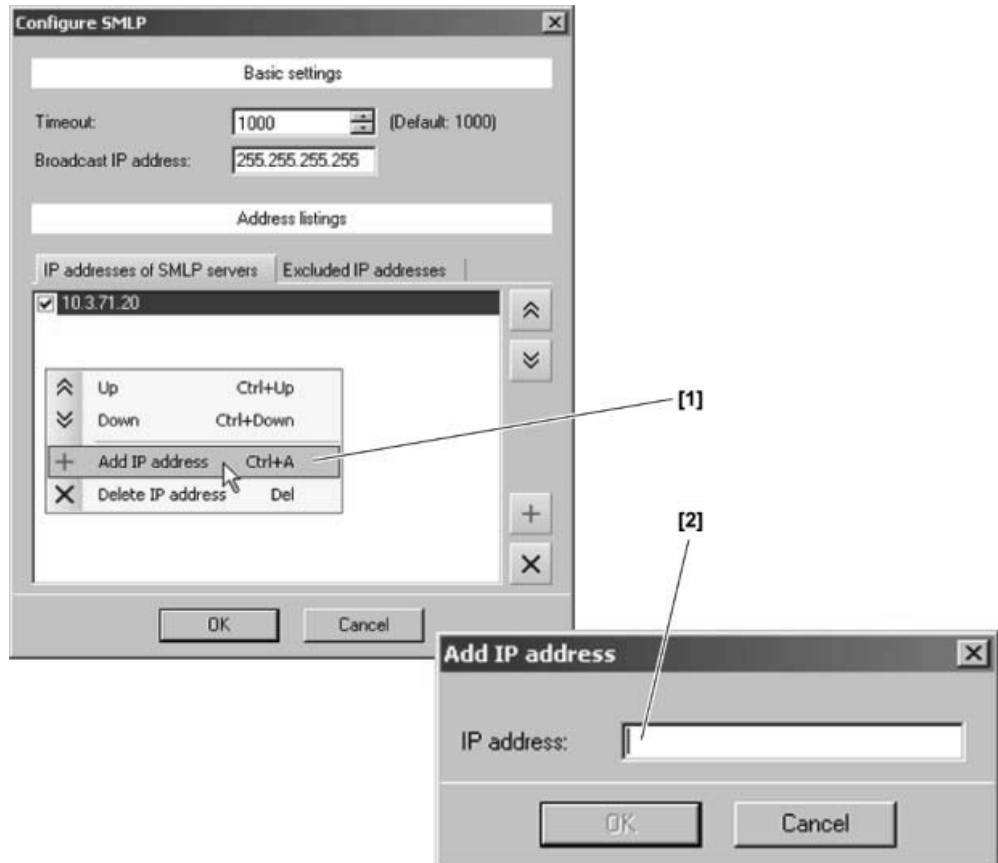 Configure SMLP
Basic settings
Timeout: 1000 (Default: 1000)
Broadcast IP address: 255.255.255.255
Address listings
IP addresses of SMLP servers Excluded IP addresses
10.3.71.20
Up Ctrl+Up
Down Ctrl+Down
[1]
Add IP address Ctrl+A
Delete IP address Del
[2]
OK Cancel
Add IP address
IP address:
OK Cancel